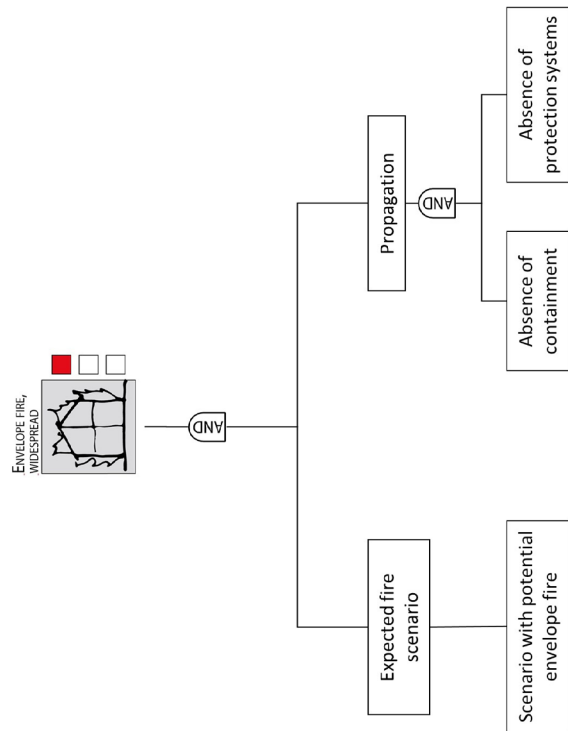 ENVELOPE FIRE,
WIDESPREAD
AND
Expected fire
scenario
Propagation
AND
Scenario with potential
envelope fire
Absence of
containment
Absence of
protection systems